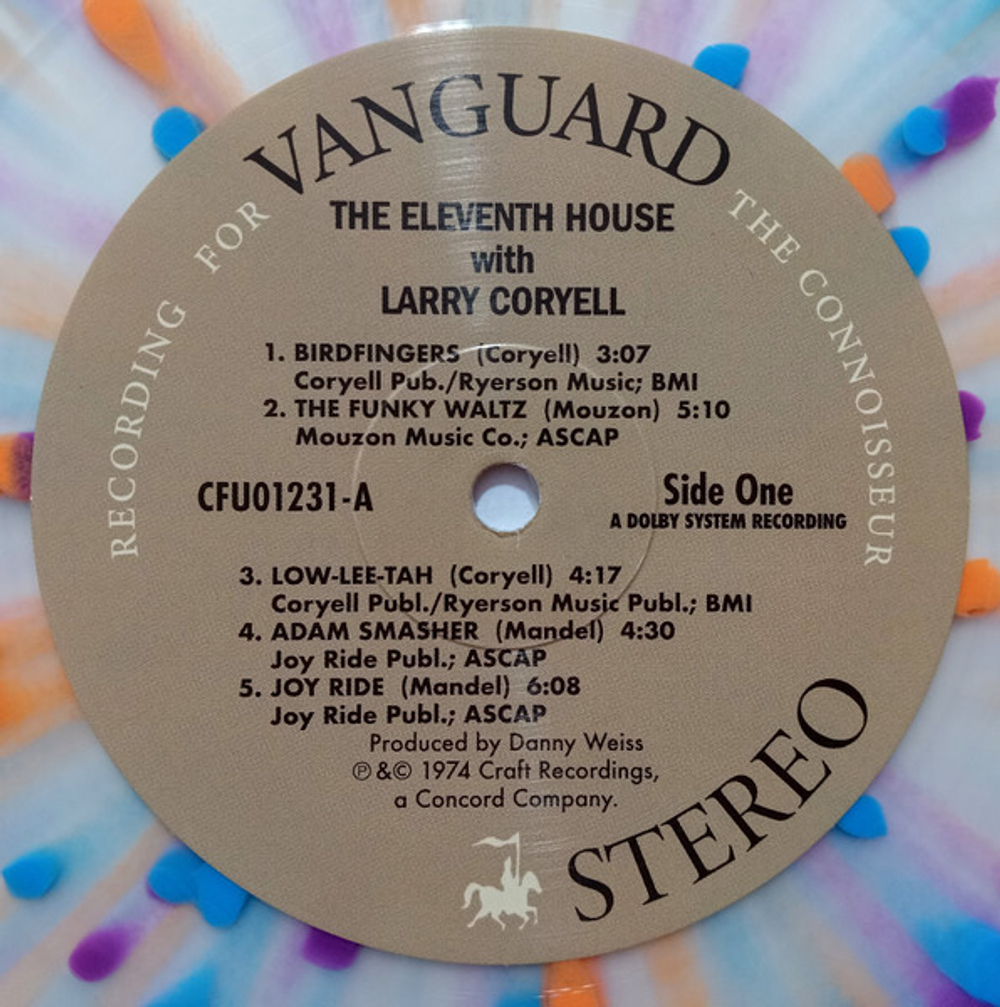 VANGUARD
RECORDING FOR THE CONNOISSEUR
THE ELEVENTH HOUSE
with
LARRY CORYELL
1. BIRDFINGERS (Coryell) 3:07
Coryell Pub./Ryerson Music; BMI
2. THE FUNKY WALTZ (Mouzon) 5:10
Mouzon Music Co.; ASCAP
CFU01231-A
Side One
A DOLBY SYSTEM RECORDING
3. LOW-LEE-TAH (Coryell) 4:17
Coryell Publ./Ryerson Music Publ.; BMI
4. ADAM SMASHER (Mandel) 4:30
Joy Ride Publ.; ASCAP
5. JOY RIDE (Mandel) 6:08
Joy Ride Publ.; ASCAP
Produced by Danny Weiss
℗&© 1974 Craft Recordings,
a Concord Company.
STEREO